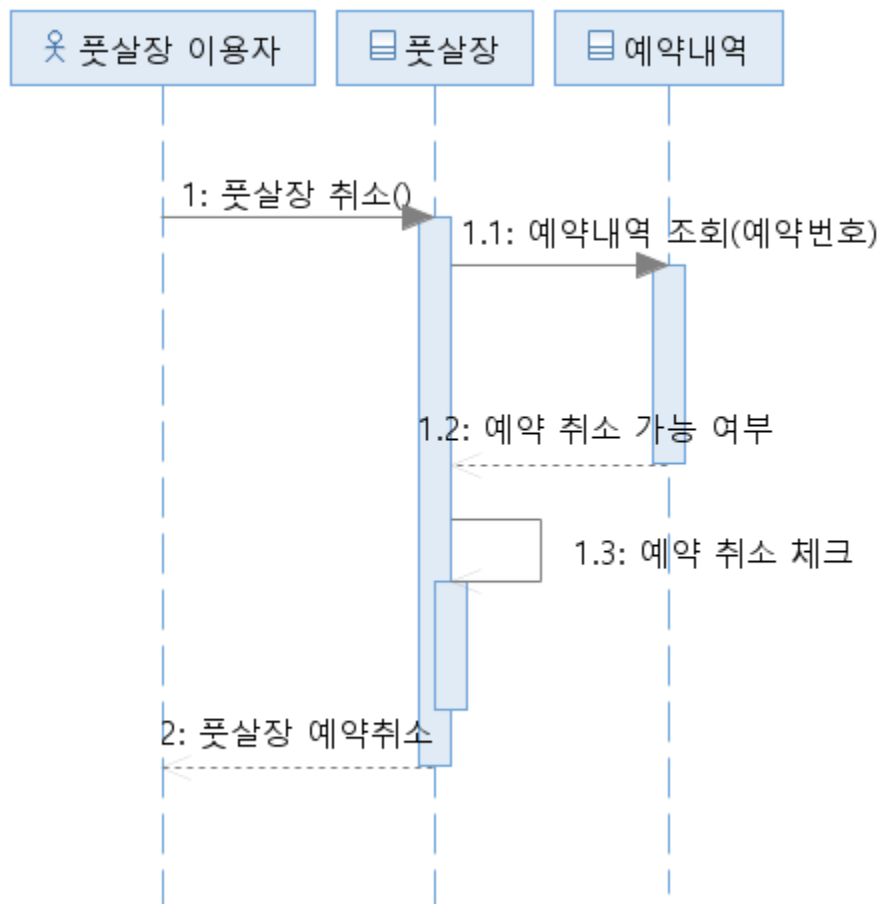 풋살장 이용자
풋살장
예약내역
1: 풋살장 취소()
1.1: 예약내역 조회(예약번호)
1.2: 예약 취소 가능 여부
1.3: 예약 취소 체크
2: 풋살장 예약취소